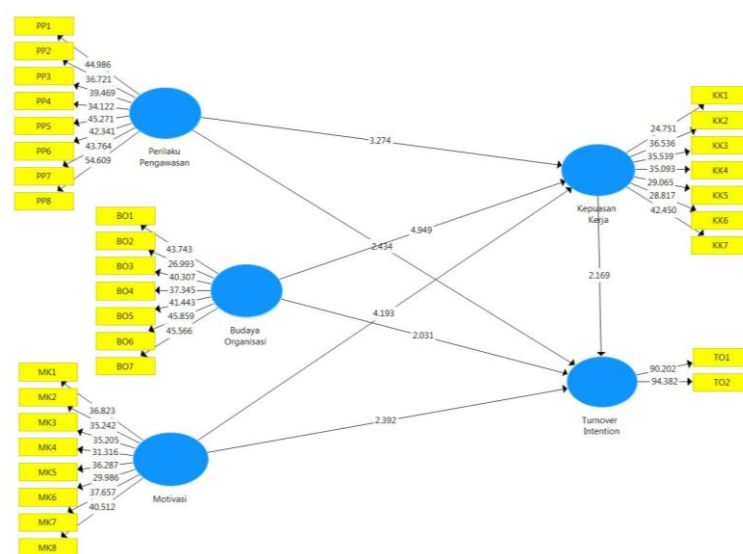 PP1
PP2
PP3
PP4
PP5
PP6
PP7
PP8
44.986
36.721
39.469
34.122
45.271
42.341
43.764
54.609
Perilaku
Pengawasan
BO1
BO2
BO3
BO4
BO5
BO6
BO7
43.743
26.993
40.307
37.345
41.443
45.859
45.566
Budaya
Organisasi
MK1
MK2
MK3
MK4
MK5
MK6
MK7
MK8
36.823
35.242
35.205
31.316
36.287
29.986
37.657
40.512
Motivasi
3.274
4.949
2.434
4.193
2.031
2.392
2.169
Kepuasan
Kerja
24.751
36.536
35.539
35.093
29.065
28.817
42.450
KK1
KK2
KK3
KK4
KK5
KK6
KK7
Turnover
Intention
90.202
94.382
TO1
TO2